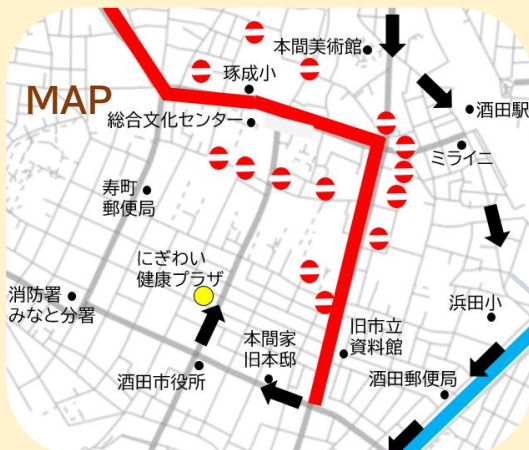 MAP
本間美術館
琢成小
酒田駅
総合文化センター
ミライニ
寿町
郵便局
にぎわい
健康プラザ
消防署
みなと分署
浜田小
本間家
旧本邸
旧市立
資料館
酒田市役所
酒田郵便局